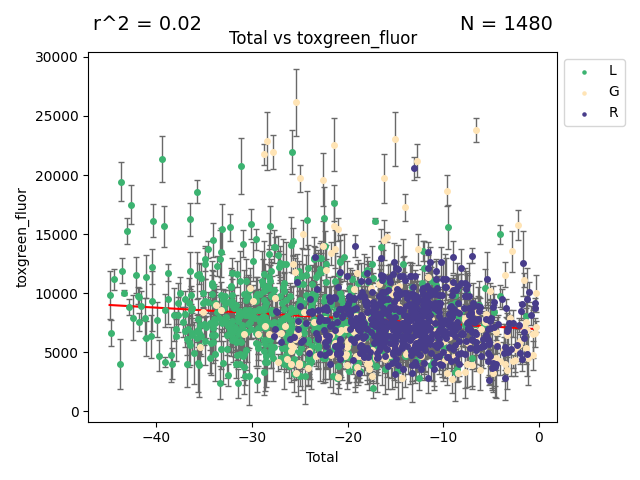 r^2 = 0.02
N = 1480
Total vs toxgreen_fluor
30000
25000
20000
15000
10000
5000
0
toxgreen_fluor
−40
−30
−20
−10
0
Total
L
G
R